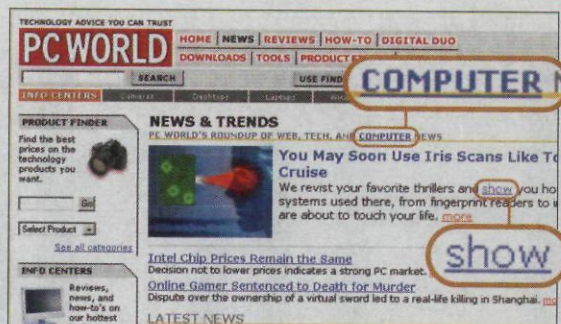 TECHNOLOGY ADVICE YOU CAN TRUST
PC WORLD
HOME | NEWS | REVIEWS | HOW-TO | DIGITAL DUO
DOWNLOADS | TOOLS | PRODUCT
SEARCH
USE FIND
COMPUTER
INFO CENTERS
Cameras
Desktops
Laptops
PRODUCT FINDER
Find the best
prices on the
technology
products you
want.
Go!
Select Product
See all categories
INFO CENTERS
Reviews,
news, and
how-to's on
our hottest
NEWS & TRENDS
PC WORLD'S ROUNDUP OF WEB, TECH, AND COMPUTER NEWS
You May Soon Use Iris Scans Like
Cruise
We revist your favorite thrillers and show you
systems used there, from fingerprint readers to
are about to touch your life. more
show
Intel Chip Prices Remain the Same
Decision not to lower prices indicates a strong PC market.
Online Gamer Sentenced to Death for Murder
Dispute over the ownership of a virtual sword led to a real-life killing in Shanghai.
LATEST NEWS